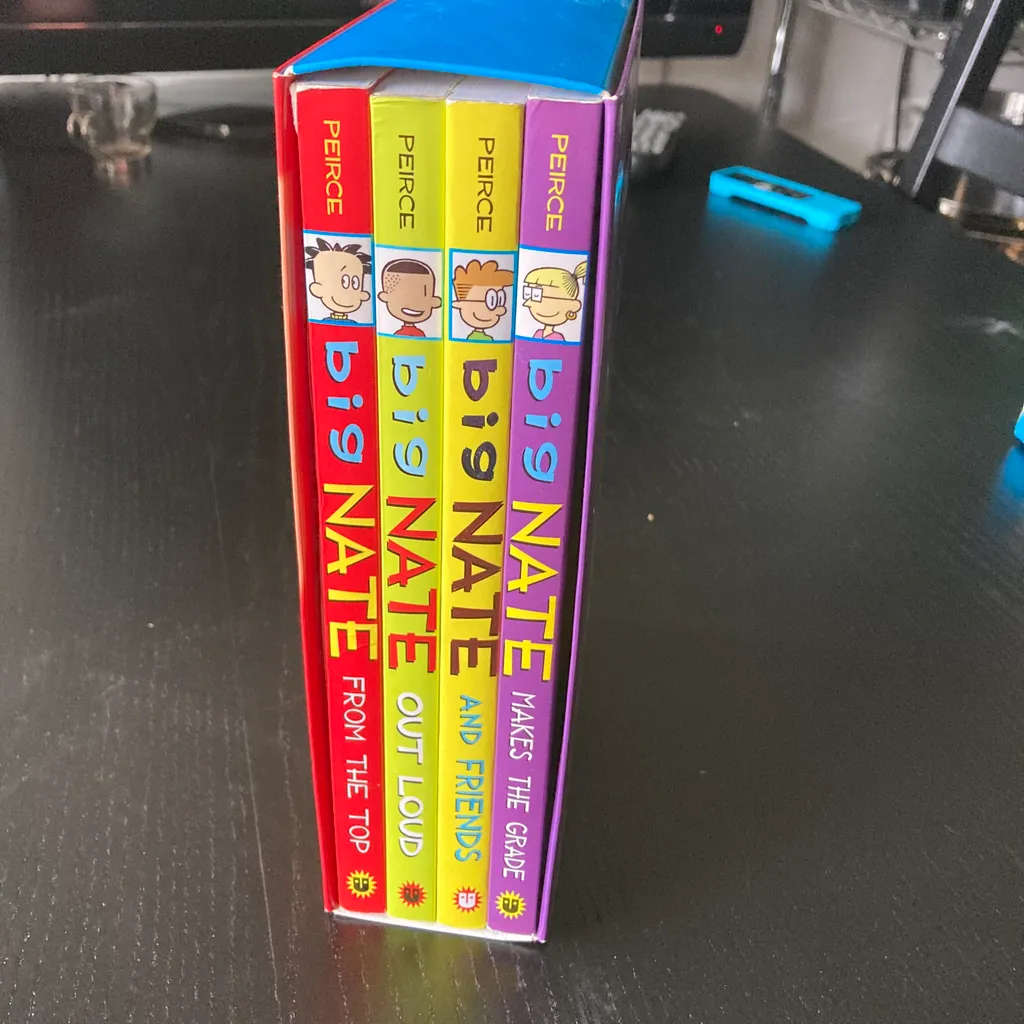 PEIRCE big NATE FROM THE TOP
PEIRCE big NATE OUT LOUD
PEIRCE big NATE AND FRIENDS
PEIRCE big NATE MAKES THE GRADE